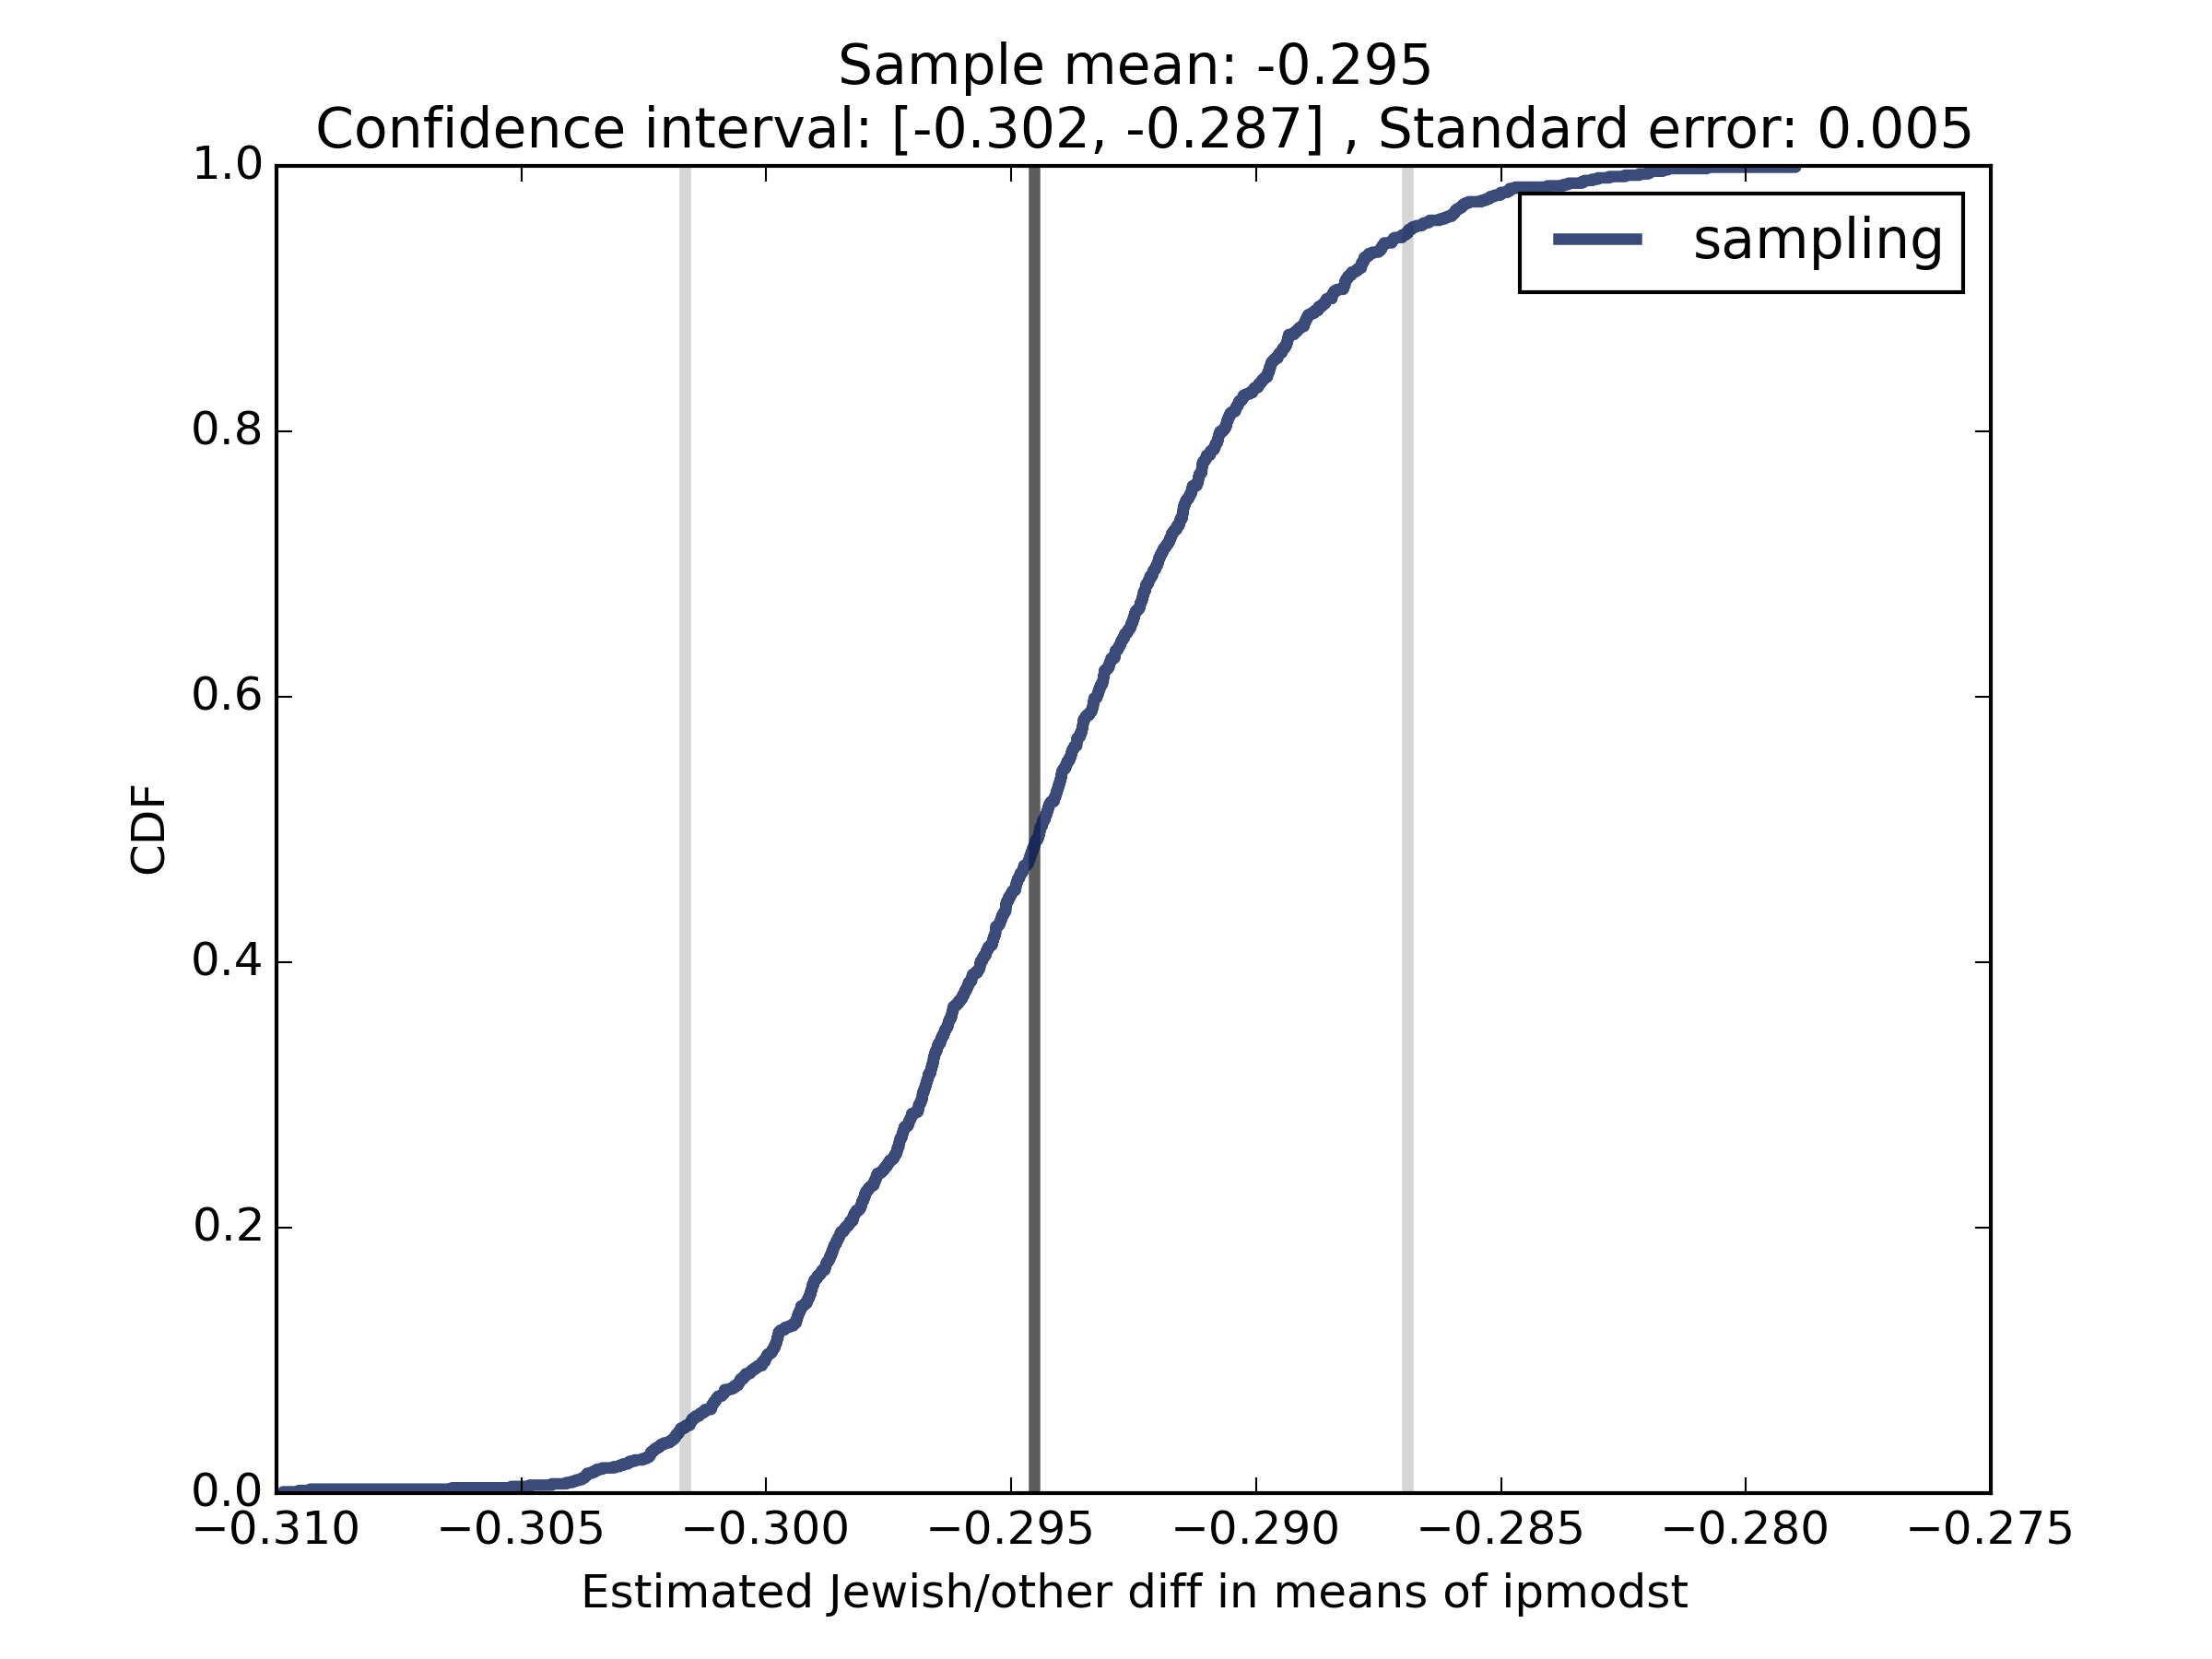 Sample mean: -0.295
Confidence interval: [-0.302, -0.287] , Standard error: 0.005
1.0
0.8
0.6
0.4
0.2
0.0
CDF
sampling
−0.310 −0.305 −0.300 −0.295 −0.290 −0.285 −0.280 −0.275
Estimated Jewish/other diff in means of ipmodst